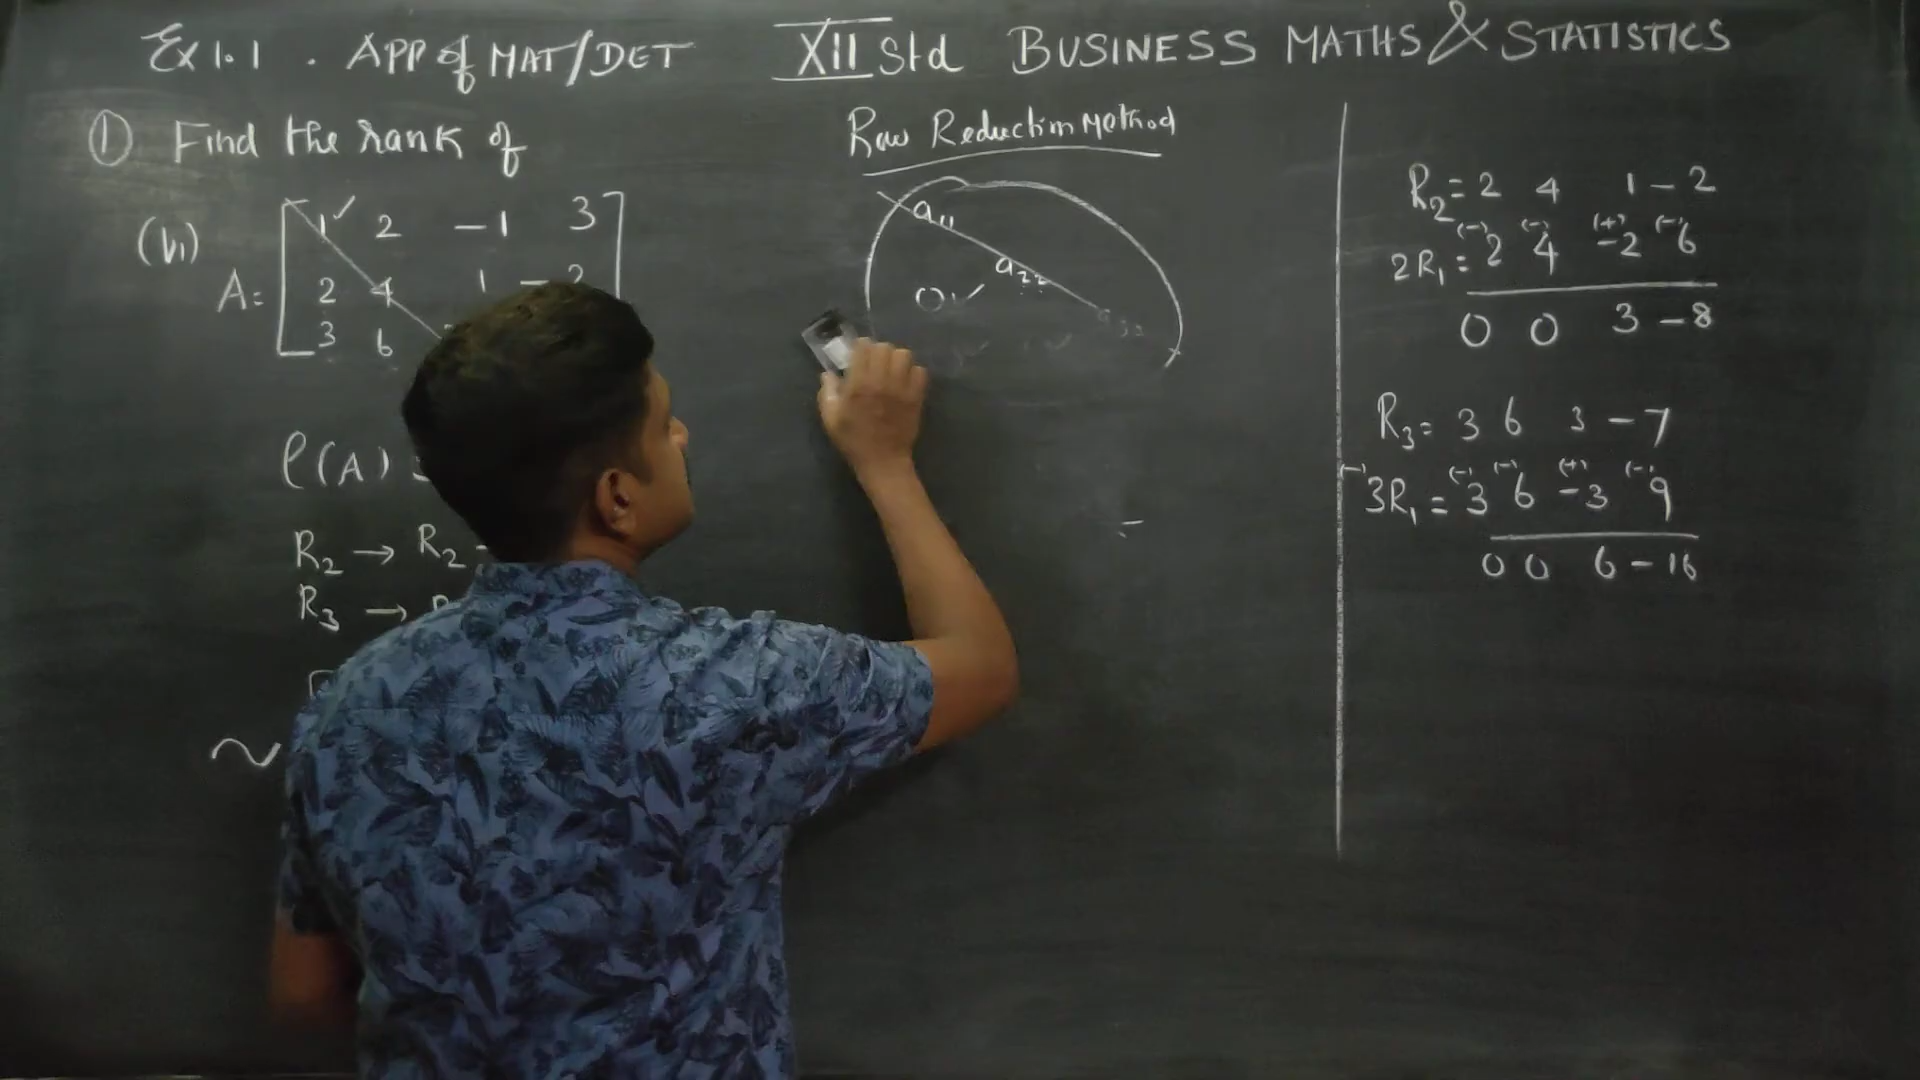 Ex 1.1 . APP of MAT/DET XII Std BUSINESS MATHS & STATISTICS
① Find the rank of
(vi)
A =
1 ✓ 2 -1 3
2 4 1 -2
3 6
ρ(A)
R₂ → R₂ -
R₃ →
~
Row Reduction Method
a₁₁
0 ✓ a₂₂
R₂ = 2 4 1 -2
(-) (-) (+) (-)
2R₁ = 2 4 -2 6
0 0 3 -8
R₃ = 3 6 3 -7
(-) (-) (-) (+) (-)
3R₁ = 3 6 -3 9
0 0 6 -16